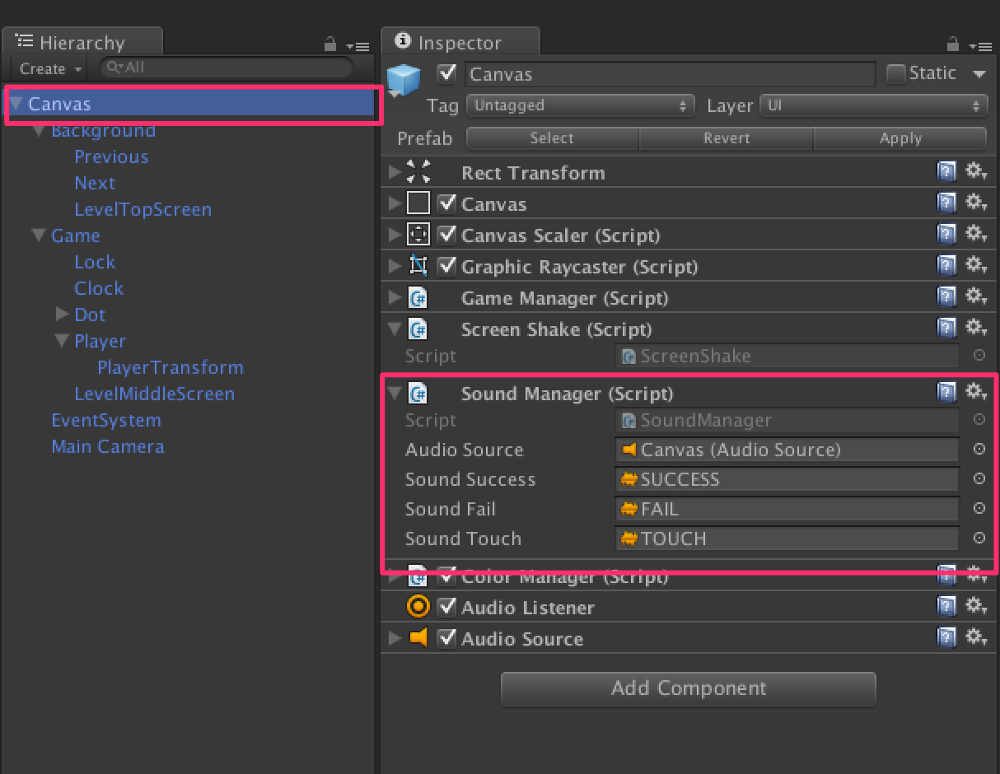 Hierarchy
Create
All
Canvas
Background
Previous
Next
LevelTopScreen
Game
Lock
Clock
Dot
Player
PlayerTransform
LevelMiddleScreen
EventSystem
Main Camera
Inspector
Canvas
Static
Tag
Untagged
Layer
UI
Prefab
Select
Revert
Apply
Rect Transform
Canvas
Canvas Scaler (Script)
Graphic Raycaster (Script)
Game Manager (Script)
Screen Shake (Script)
Script
ScreenShake
Sound Manager (Script)
Script
SoundManager
Audio Source
Canvas (Audio Source)
Sound Success
SUCCESS
Sound Fail
FAIL
Sound Touch
TOUCH
Color Manager (Script)
Audio Listener
Audio Source
Add Component